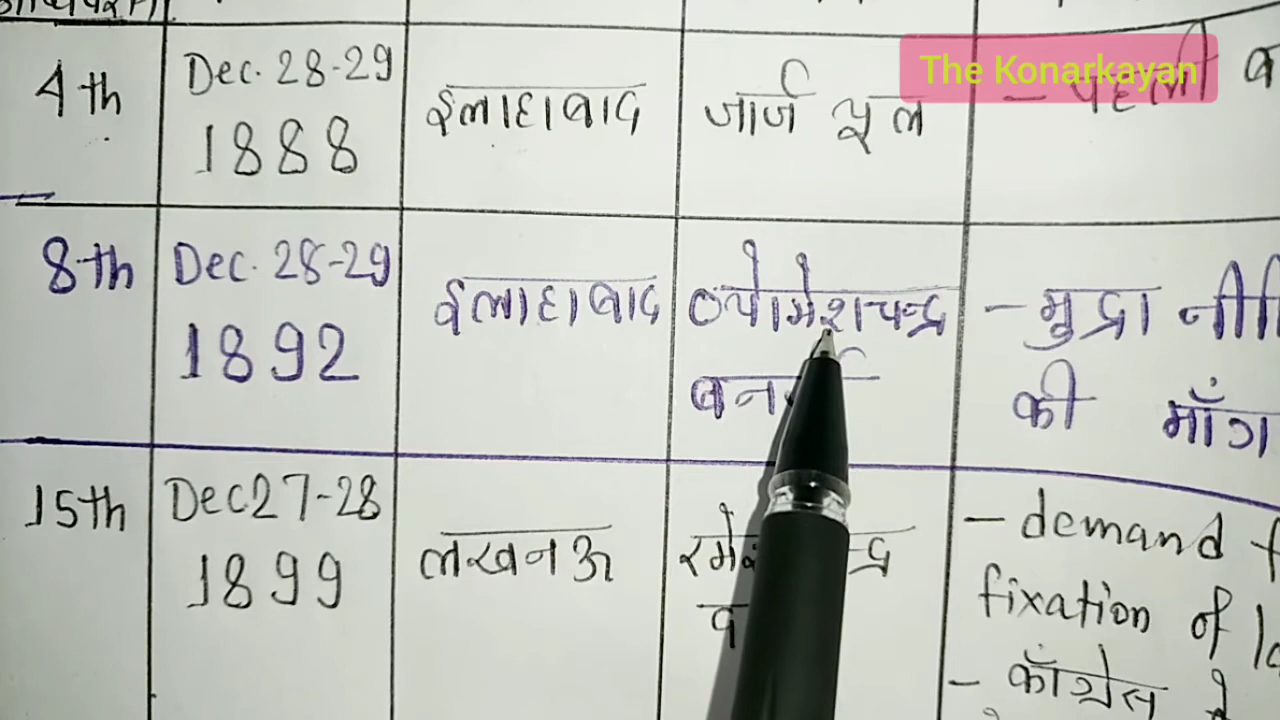 The Konarkayan
4th
Dec. 28-29
1888
इलाहाबाद
जार्ज यूल
- पहली
8th
Dec. 28-29
1892
इलाहाबाद
व्योमेशचन्द्र
- मुद्रा
की माँग
15th
Dec 27-28
1899
लखनऊ
- demand
fixation of
- काँग्रेस ने